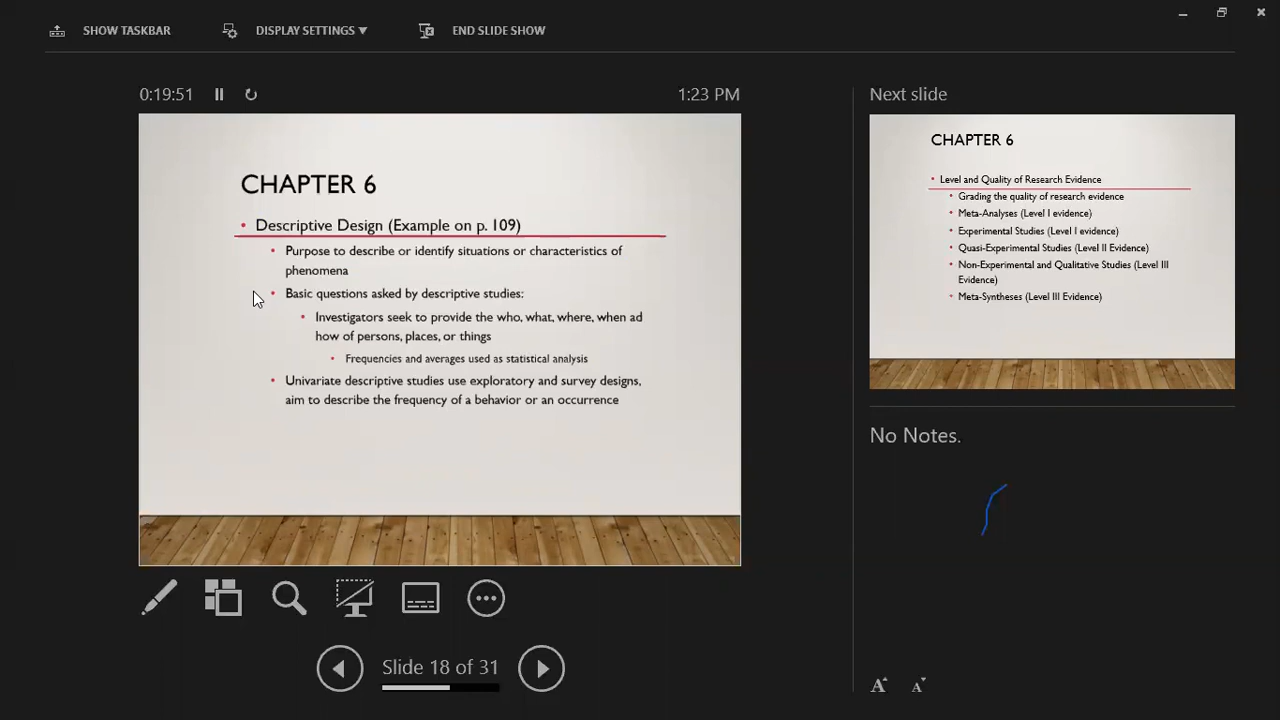 SHOW TASKBAR
DISPLAY SETTINGS ▼
END SLIDE SHOW
0:19:51
1:23 PM
CHAPTER 6
• Descriptive Design (Example on p. 109)
• Purpose to describe or identify situations or characteristics of
phenomena
• Basic questions asked by descriptive studies:
• Investigators seek to provide the who, what, where, when ad
how of persons, places, or things
• Frequencies and averages used as statistical analysis
• Univariate descriptive studies use exploratory and survey designs,
aim to describe the frequency of a behavior or an occurrence
Slide 18 of 31
Next slide
CHAPTER 6
• Level and Quality of Research Evidence
• Grading the quality of research evidence
• Meta-Analyses (Level I evidence)
• Experimental Studies (Level I evidence)
• Quasi-Experimental Studies (Level II Evidence)
• Non-Experimental and Qualitative Studies (Level III
Evidence)
• Meta-Syntheses (Level III Evidence)
No Notes.
A A